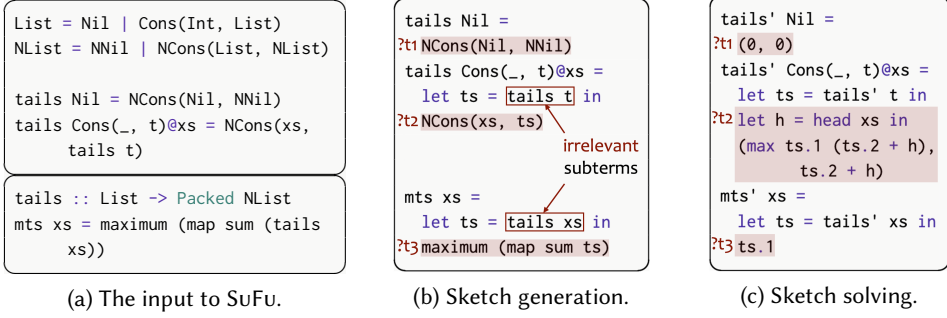 List = Nil | Cons(Int, List)
NList = NNil | NCons(List, NList)
tails Nil = NCons(Nil, NNil)
tails Cons(_, t)@xs = NCons(xs,
tails t)
tails :: List -> Packed NList
mts xs = maximum (map sum (tails
xs))
(a) The input to SuFu.
tails Nil =
?t1 NCons(Nil, NNil)
tails Cons(_, t)@xs =
let ts = tails t in
?t2 NCons(xs, ts)
irrelevant
subterms
mts xs =
let ts = tails xs in
?t3 maximum (map sum ts)
(b) Sketch generation.
tails' Nil =
?t1 (0, 0)
tails' Cons(_, t)@xs =
let ts = tails' t in
?t2 let h = head xs in
(max ts.1 (ts.2 + h),
ts.2 + h)
mts' xs =
let ts = tails' xs in
?t3 ts.1
(c) Sketch solving.